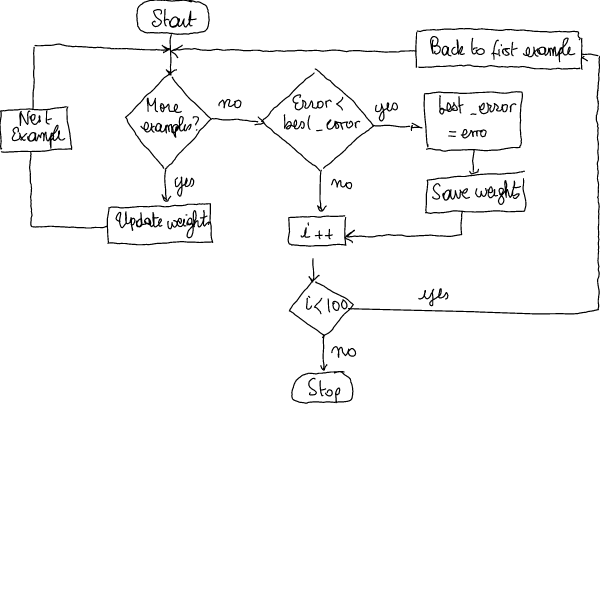 Start
Back to first example
More
examples?
no
Error <
best_error
yes
best_error
= erro
Next
Example
yes
Update weights
no
Save weights
i++
i<100
yes
no
Stop